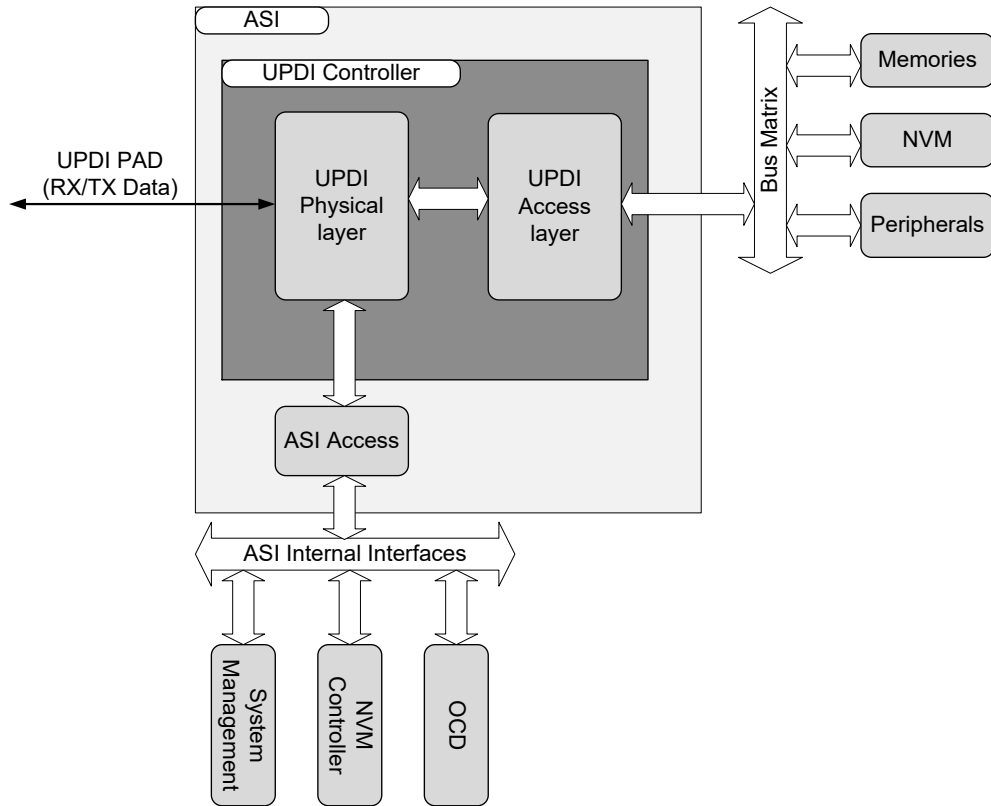 ASI
UPDI Controller
UPDI PAD
(RX/TX Data)
UPDI
Physical
layer
UPDI
Access
layer
Bus Matrix
Memories
NVM
Peripherals
ASI Access
ASI Internal Interfaces
System
Management
NVM
Controller
OCD